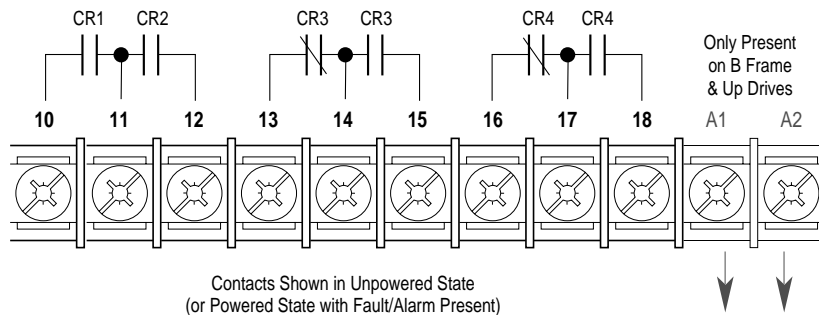 CR1 CR2 CR3 CR3 CR4 CR4
Only Present
on B Frame
& Up Drives
10 11 12 13 14 15 16 17 18 A1 A2
Contacts Shown in Unpowered State
(or Powered State with Fault/Alarm Present)